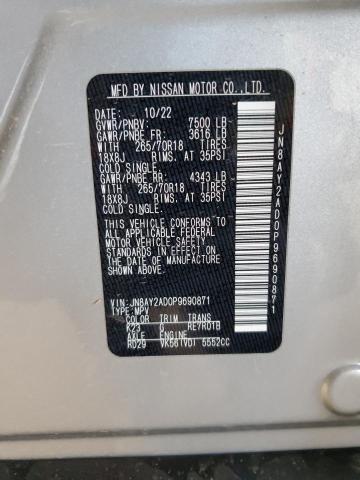 MFD BY NISSAN MOTOR CO.,LTD.
10/22
GVWR/PNBV: 7500 LB
GAWR/PNBE FR: 3616 LB
WITH 265/70R18 TIRES
18X8J RIMS. AT 35PSI
COLD SINGLE.
GAWR/PNBE RR: 4343 LB
WITH 265/70R18 TIRES
18X8J RIMS. AT 35PSI
COLD SINGLE.
THIS VEHICLE CONFORMS TO
ALL APPLICABLE FEDERAL
MOTOR VEHICLE SAFETY
STANDARDS IN EFFECT ON
THE DATE OF MANUFACTURE
SHOWN ABOVE.
VIN: JN8AY2AD0P9690871
TYPE: MPV
COLOR TRIM TRANS
K23 G RE7R01B
AXLE ENGINE
RD29 VK56(VD) 5552CC
JN8AY2AD0P9690871